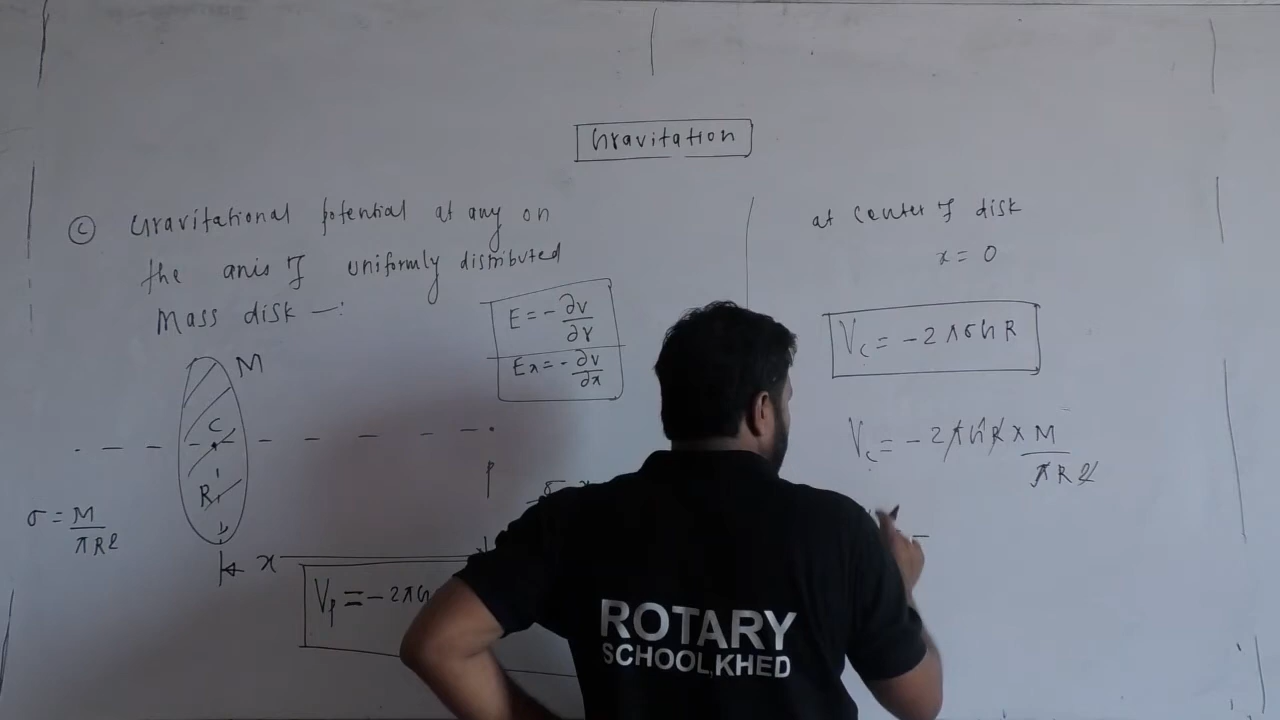 Gravitation
© Gravitational potential at any on
the axis of uniformly distributed
Mass disk —:
E = - ∂V/∂r
Ex = - ∂V/∂x
M
C
R
P
σ = M/πR2
x
Vp = - 2πG
at center of disk
x = 0
Vc = - 2πσGR
Vc = - 2πGR × M/πR2
ROTARY
SCHOOL,KHED